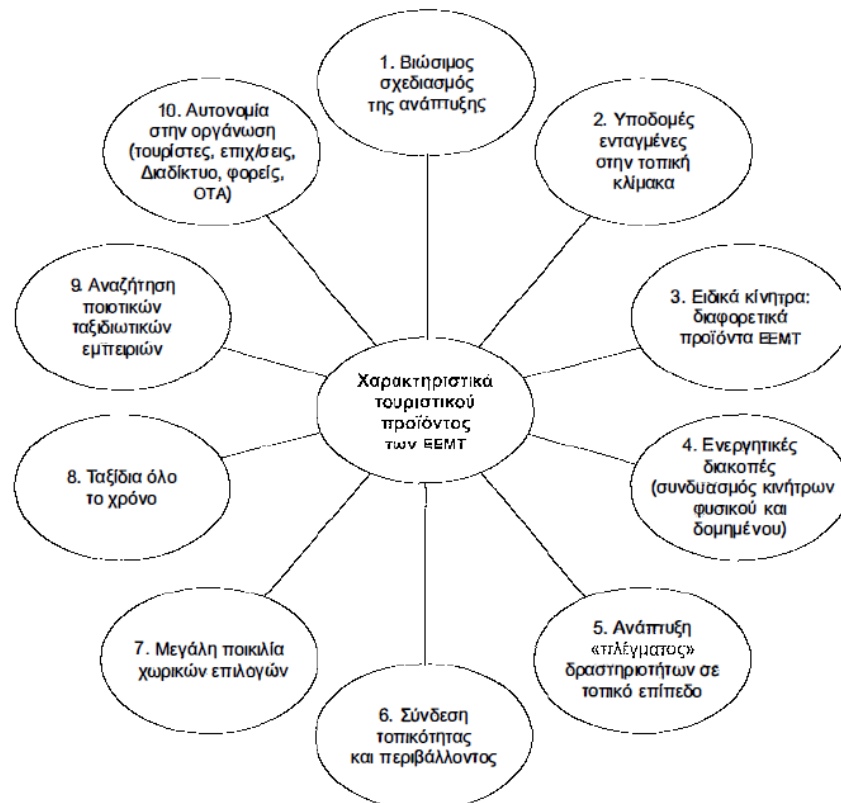 1. Βιώσιμος
σχεδιασμός
της ανάπτυξης
2. Υποδομές
ενταγμένες
στην τοπική
κλίμακα
3. Ειδικά κίνητρα:
διαφορετικά
προϊόντα ΕΕΜΤ
4. Ενεργητικές
διακοπές
(συνδυασμός κινήτρων
φυσικού και
δομημένου)
5. Ανάπτυξη
«πλέγματος»
δραστηριοτήτων σε
τοπικό επίπεδο
6. Σύνδεση
τοπικότητας
και περιβάλλοντος
7. Μεγάλη ποικιλία
χωρικών επιλογών
8. Ταξίδια όλο
το χρόνο
9. Αναζήτηση
ποιοτικών
ταξιδιωτικών
εμπειριών
10. Αυτονομία
στην οργάνωση
(τουρίστες, επιχ/σεις,
Διαδίκτυο, φορείς,
ΟΤΑ)
Χαρακτηριστικά
τουριστικού
προϊόντος
των ΕΕΜΤ